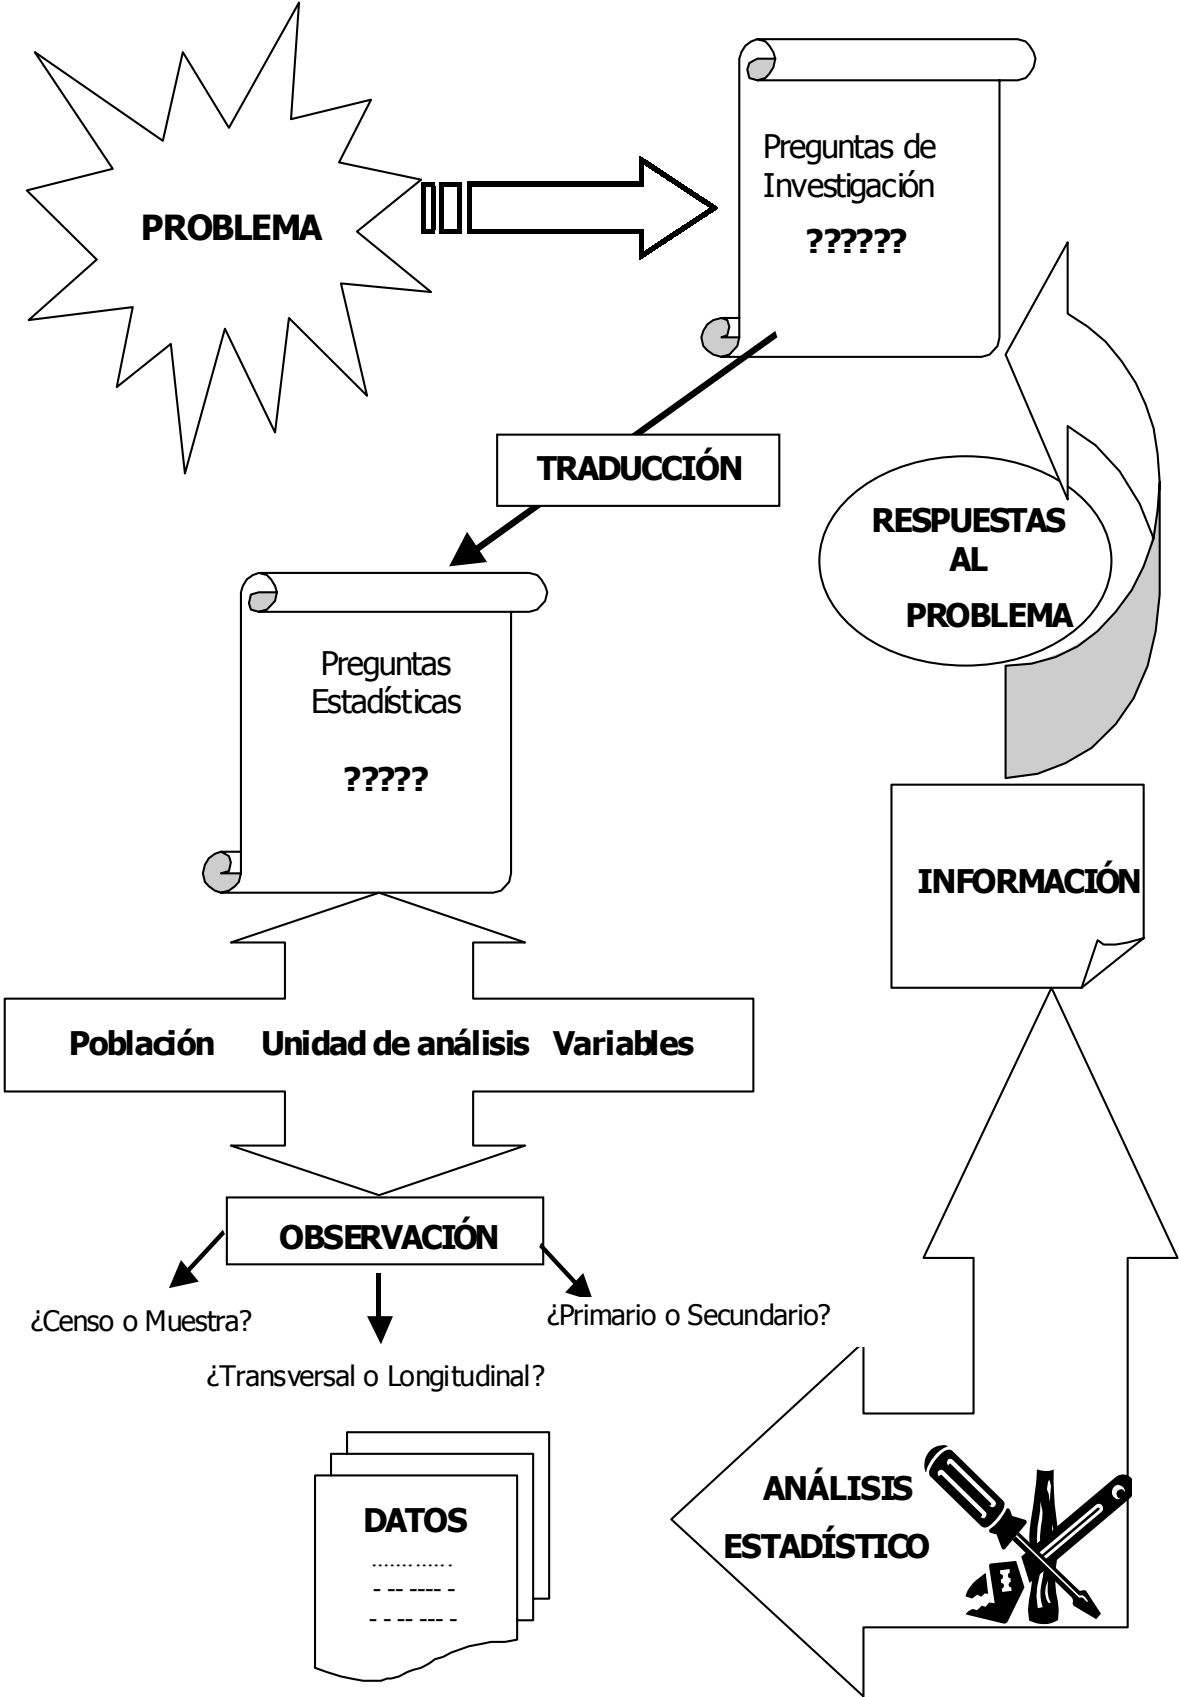 PROBLEMA
Preguntas de
Investigación
??????
TRADUCCIÓN
RESPUESTAS
AL
PROBLEMA
Preguntas
Estadísticas
?????
INFORMACIÓN
Población Unidad de análisis Variables
OBSERVACIÓN
¿Censo o Muestra?
¿Primario o Secundario?
¿Transversal o Longitudinal?
DATOS
ANÁLISIS
ESTADÍSTICO